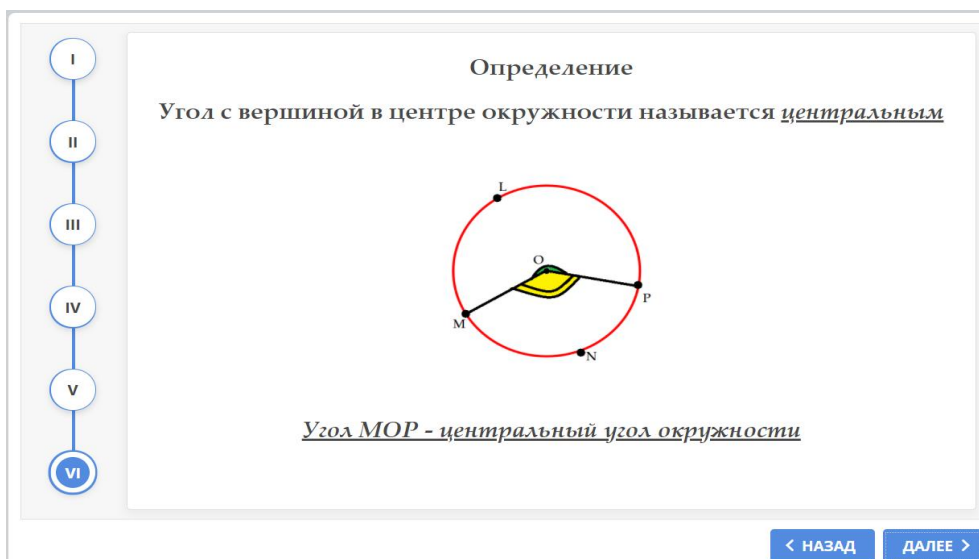 I
II
III
IV
V
VI
Определение
Угол с вершиной в центре окружности называется центральным
L
O
P
M
N
Угол МОР - центральный угол окружности
< НАЗАД
ДАЛЕЕ >